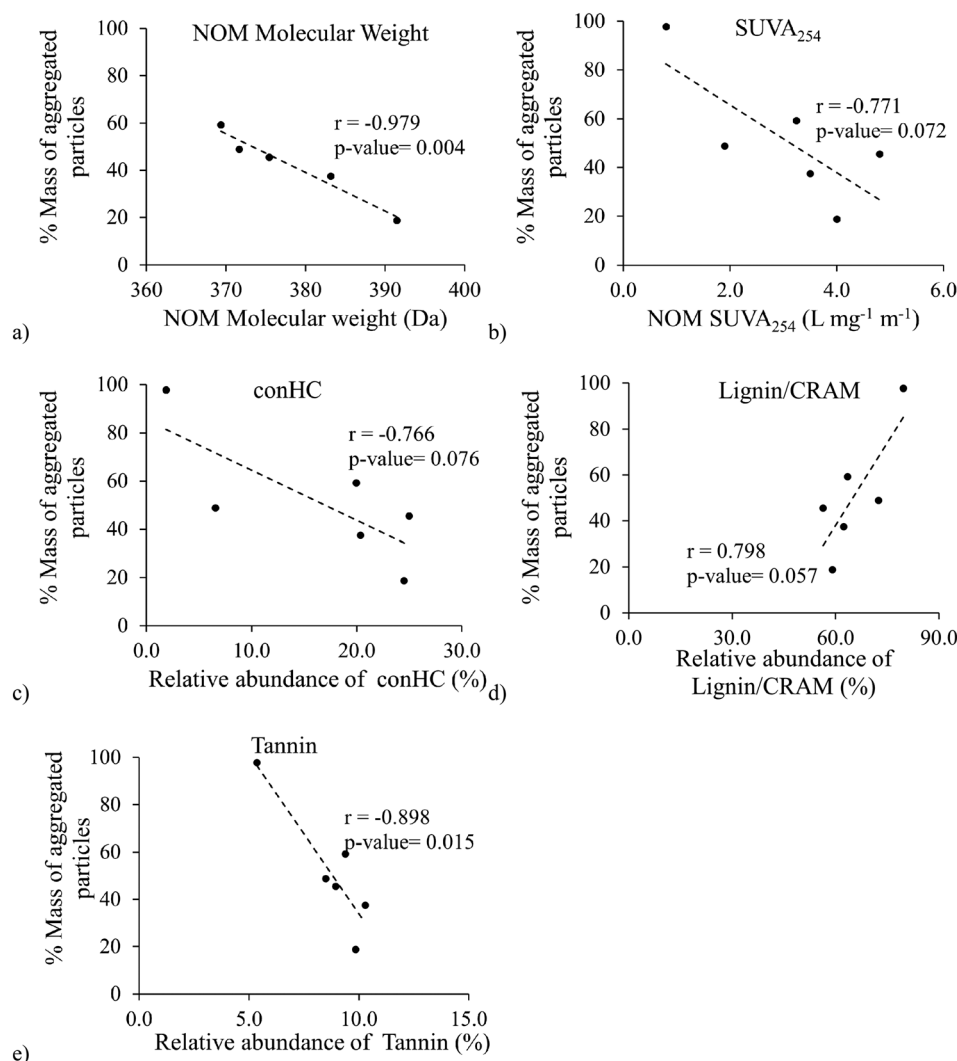 NOM Molecular Weight
% Mass of aggregated
particles
100
80
60
40
20
0
r = -0.979
p-value= 0.004
360
370
380
390
400
NOM Molecular weight (Da)
a)
SUVA₂₅₄
% Mass of aggregated
particles
100
80
60
40
20
0
r = -0.771
p-value= 0.072
0.0
2.0
4.0
6.0
NOM SUVA₂₅₄ (L mg⁻¹ m⁻¹)
b)
conHC
% Mass of aggregated
particles
100
80
60
40
20
0
r = -0.766
p-value= 0.076
0.0
10.0
20.0
30.0
Relative abundance of conHC (%)
c)
Lignin/CRAM
% Mass of aggregated
particles
100
80
60
40
20
0
r = 0.798
p-value= 0.057
0.0
30.0
60.0
90.0
Relative abundance of
Lignin/CRAM (%)
d)
Tannin
% Mass of aggregated
particles
100
80
60
40
20
0
r = -0.898
p-value= 0.015
0.0
5.0
10.0
15.0
Relative abundance of Tannin (%)
e)